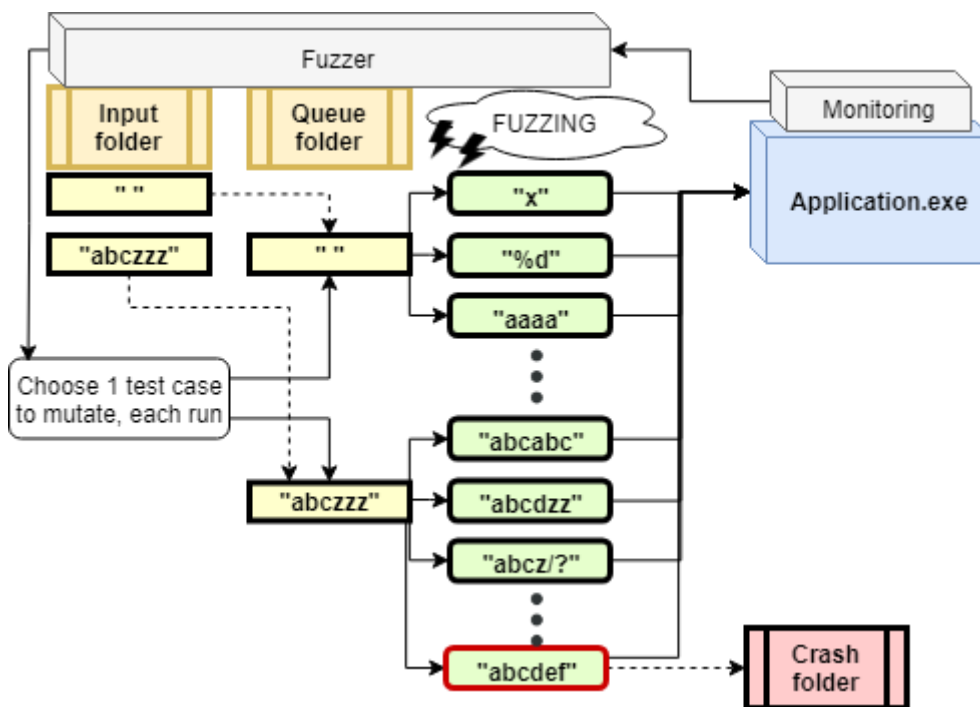 Fuzzer
Monitoring
Input
folder
Queue
folder
FUZZING
Application.exe
" "
"abczzz"
" "
"x"
"%d"
"aaaa"
Choose 1 test case
to mutate, each run
"abczzz"
"abcabc"
"abcdzz"
"abcz/?"
"abcdef"
Crash
folder